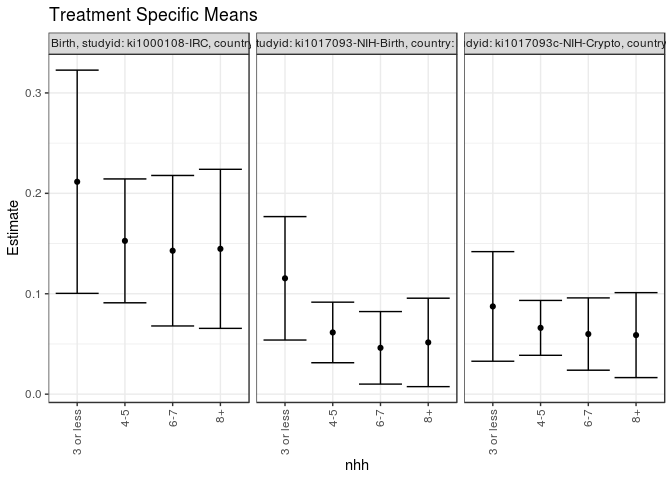 Treatment Specific Means
Birth, studyid: ki1000108-IRC, country
tudyid: ki1017093-NIH-Birth, country:
dyid: ki1017093c-NIH-Crypto, country
Estimate
0.3
0.2
0.1
0.0
3 or less
4-5
6-7
8+
3 or less
4-5
6-7
8+
3 or less
4-5
6-7
8+
nhh